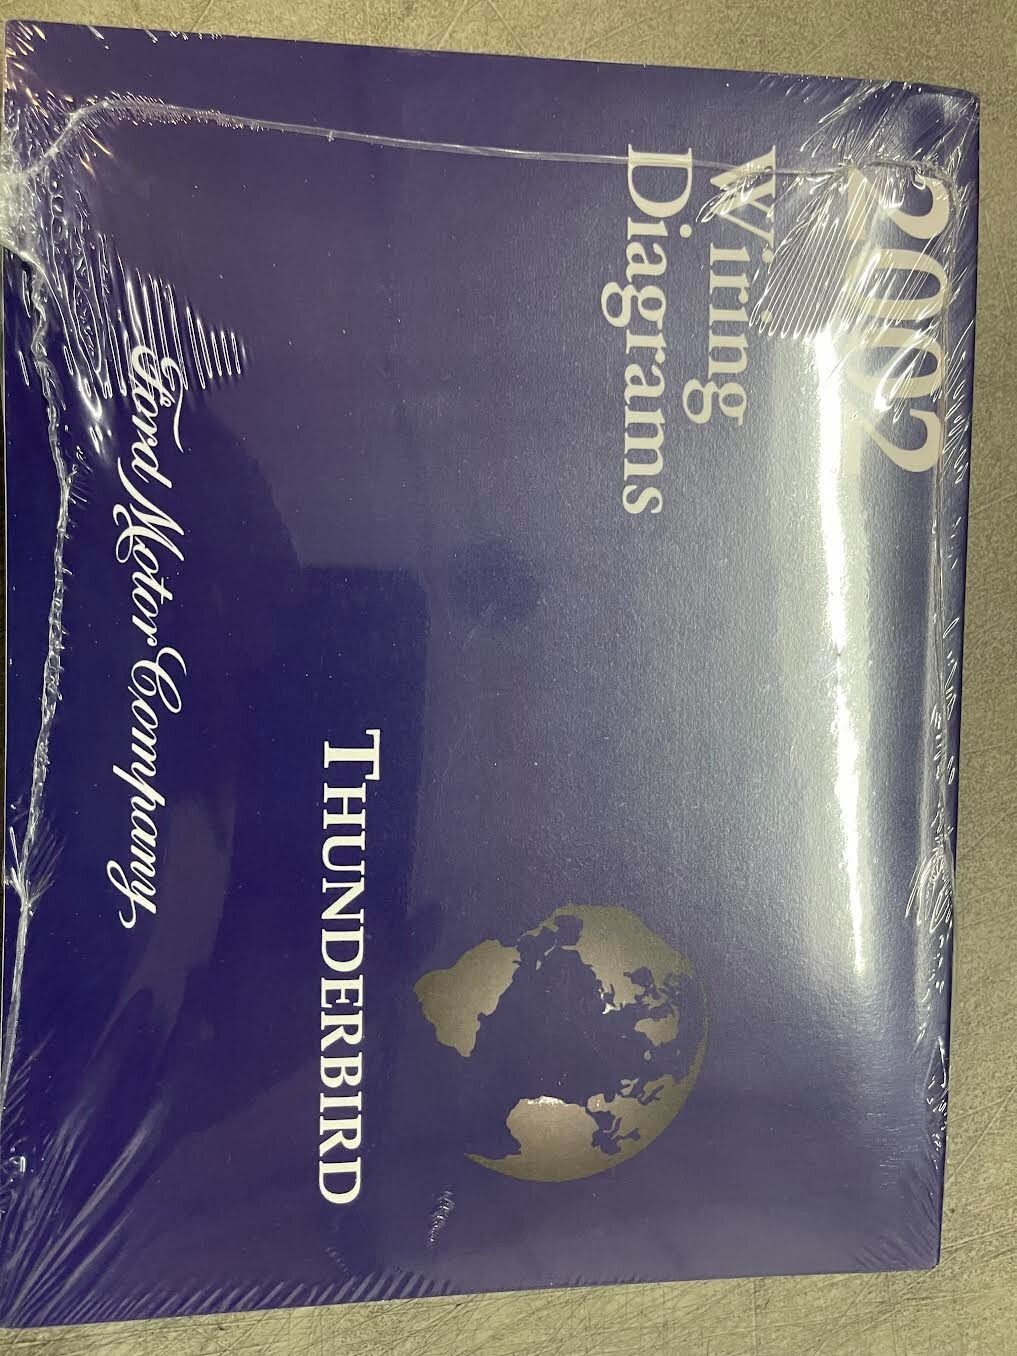 2002
Wiring
Diagrams
THUNDERBIRD
Ford Motor Company